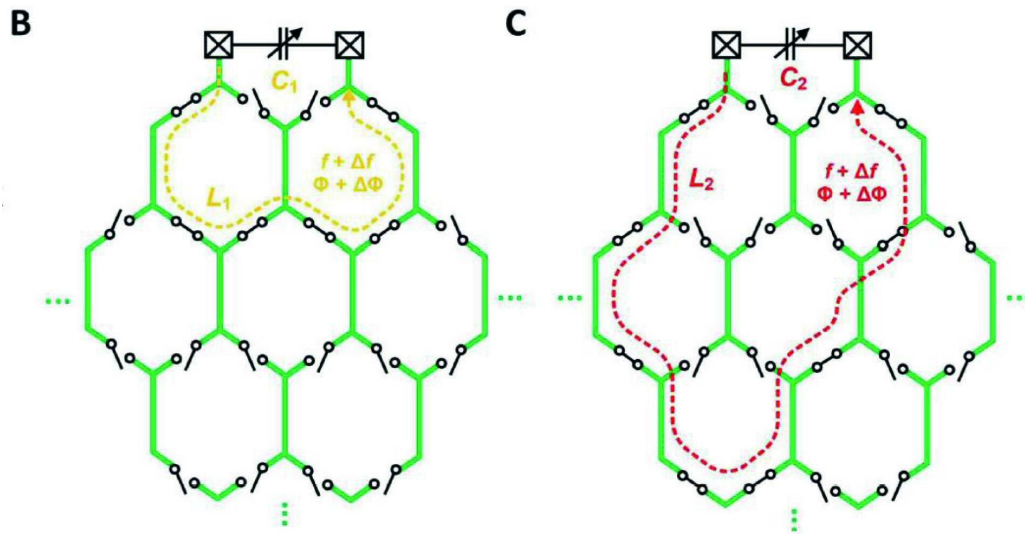 B
C₁
f + Δf
Φ + ΔΦ
L₁
C
C₂
f + Δf
Φ + ΔΦ
L₂